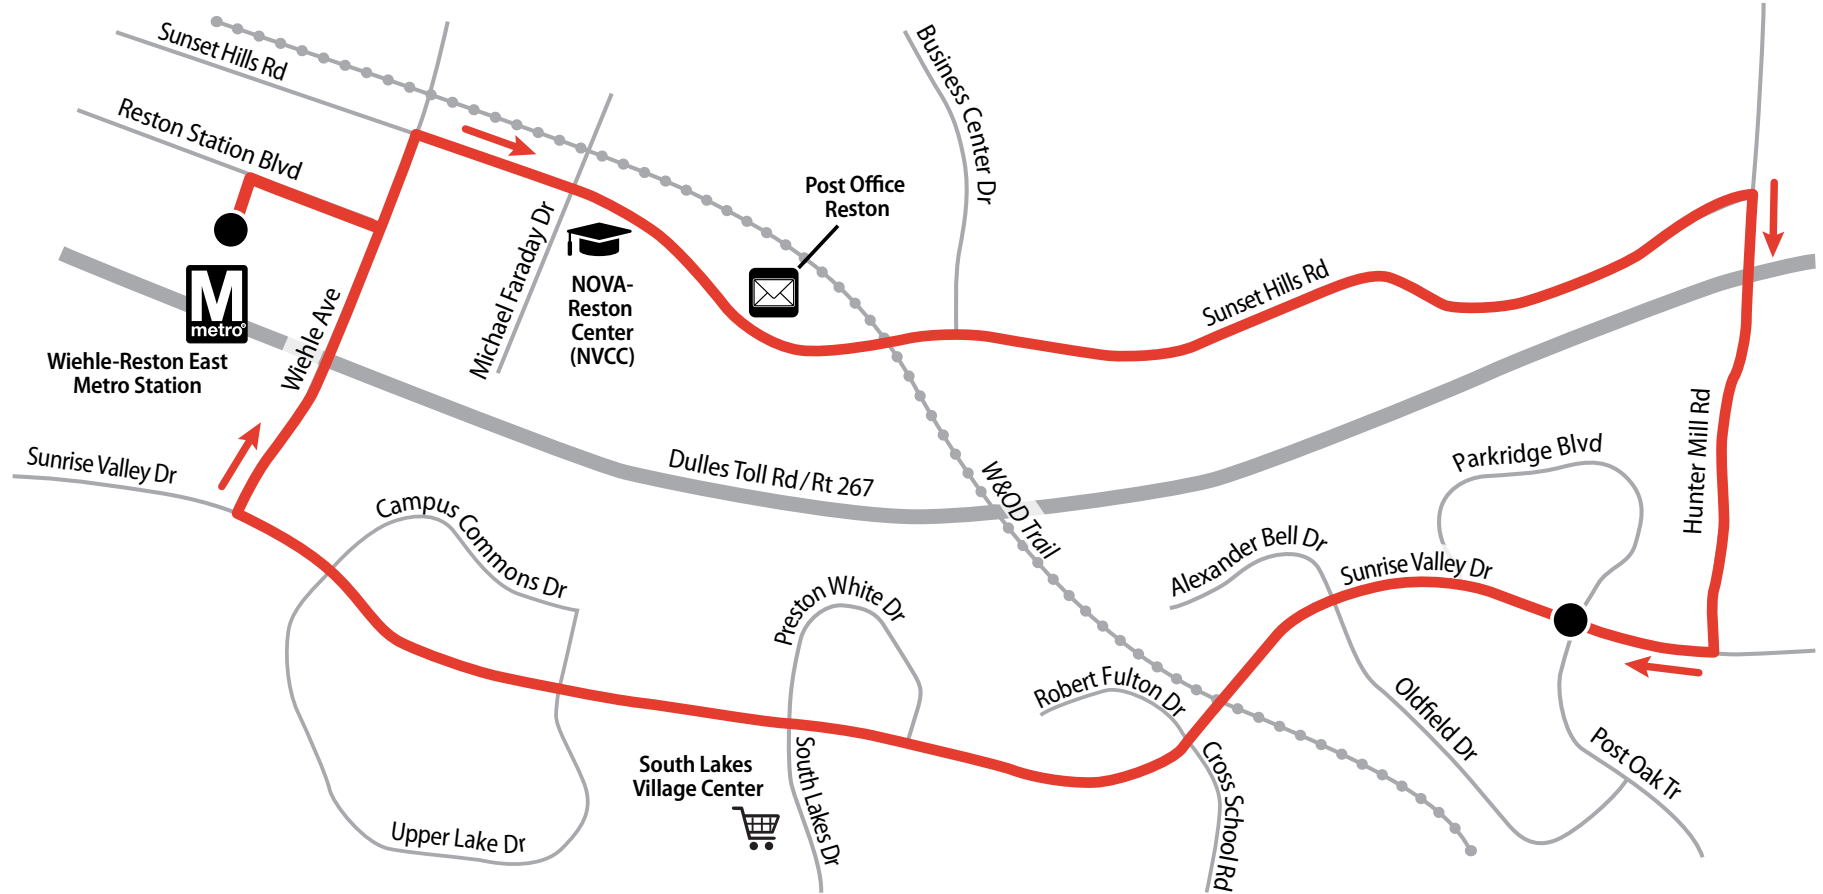 Sunset Hills Rd
Reston Station Blvd
Business Center Dr
Post Office
Reston
Michael Faraday Dr
NOVA-
Reston
Center
(NVCC)
M
metro
Wiehle-Reston East
Metro Station
Wiehle Ave
Sunset Hills Rd
Hunter Mill Rd
Sunrise Valley Dr
Dulles Toll Rd/Rt 267
W&OD Trail
Parkridge Blvd
Campus Commons Dr
Alexander Bell Dr
Sunrise Valley Dr
Preston White Dr
Robert Fulton Dr
Oldfield Dr
Post Oak Tr
South Lakes
Village Center
South Lakes Dr
Cross School Rd
Upper Lake Dr